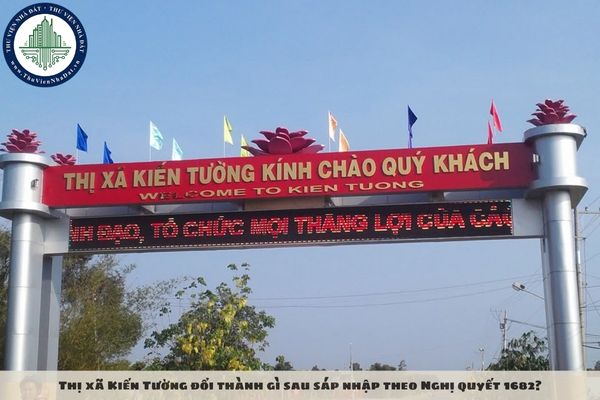 THƯ VIỆN NHÀ ĐẤT • THƯ VIỆN NHÀ ĐẤT
www.ThuVienNhaDat.vn
THỊ XÃ KIẾN TƯỜNG KÍNH CHÀO QUÝ KHÁCH
WELCOME TO KIEN TUONG
NH ĐẠO, TỔ CHỨC MỌI THẮNG LỢI CỦA CÁC
Thị xã Kiến Tường đổi thành gì sau sáp nhập theo Nghị quyết 1682?